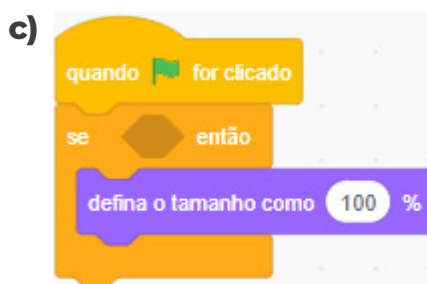 c)
quando for clicado
se então
defina o tamanho como 100 %